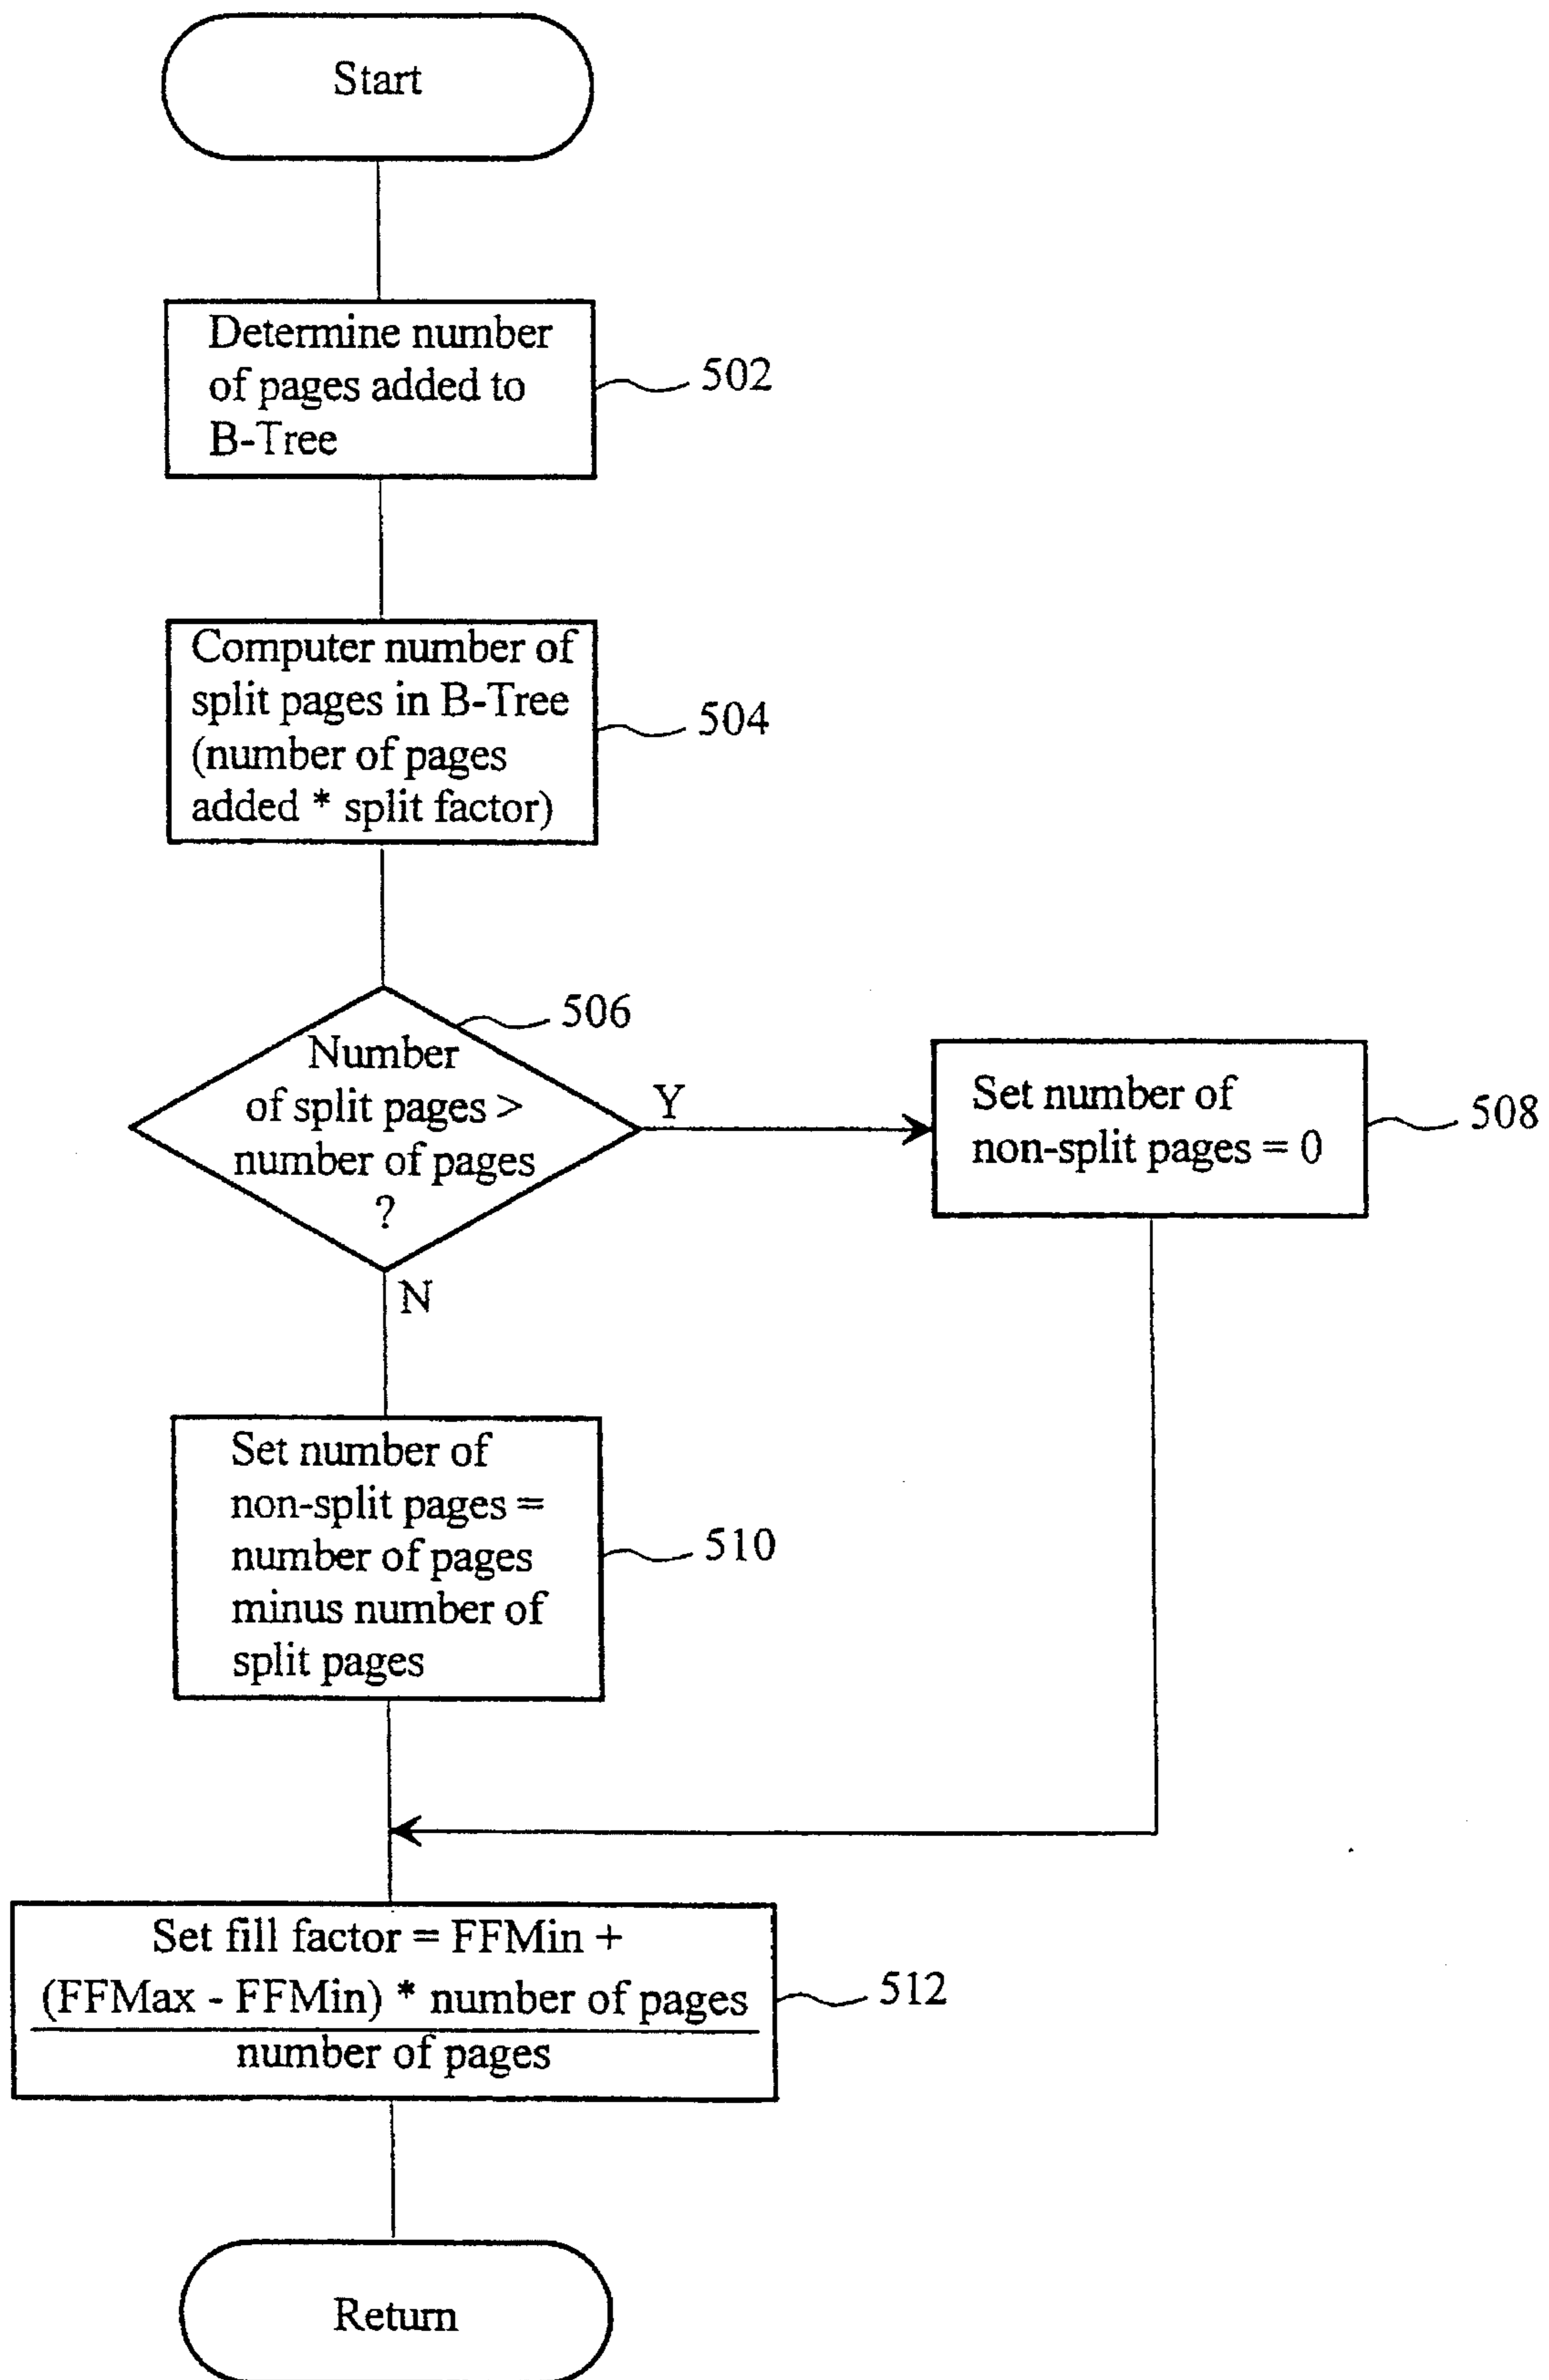 Start
Determine number
of pages added to
B-Tree
502
Computer number of
split pages in B-Tree
(number of pages
added * split factor)
504
506
Number
of split pages >
number of pages
?
Y
N
Set number of
non-split pages = 0
508
Set number of
non-split pages =
number of pages
minus number of
split pages
510
Set fill factor = FFMin +
(FFMax - FFMin) * number of pages
number of pages
512
Return